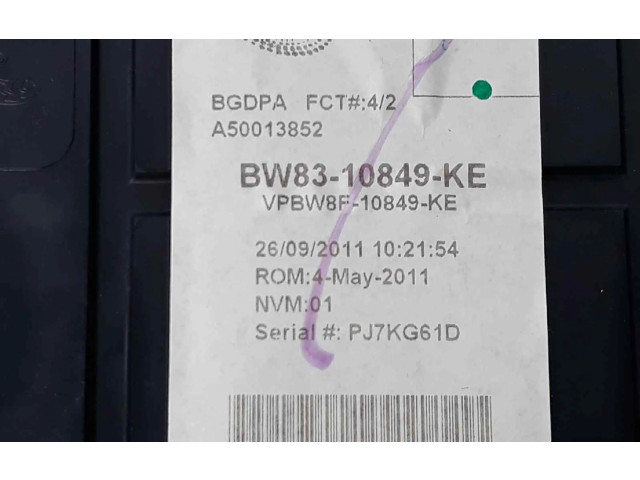 BGDPA FCT#:4/2
A50013852
BW83-10849-KE
VPBW8F-10849-KE
26/09/2011 10:21:54
ROM:4-May-2011
NVM:01
Serial #: PJ7KG61D